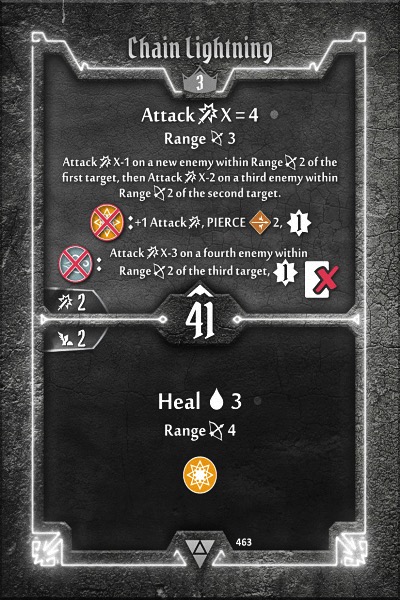 Chain Lightning
3
Attack X = 4
Range 3
Attack X-1 on a new enemy within Range 2 of the
first target, then Attack X-2 on a third enemy within
Range 2 of the second target.
: +1 Attack, PIERCE 2, 1
: Attack X-3 on a fourth enemy within
Range 2 of the third target, 1
2
41
2
Heal 3
Range 4
463